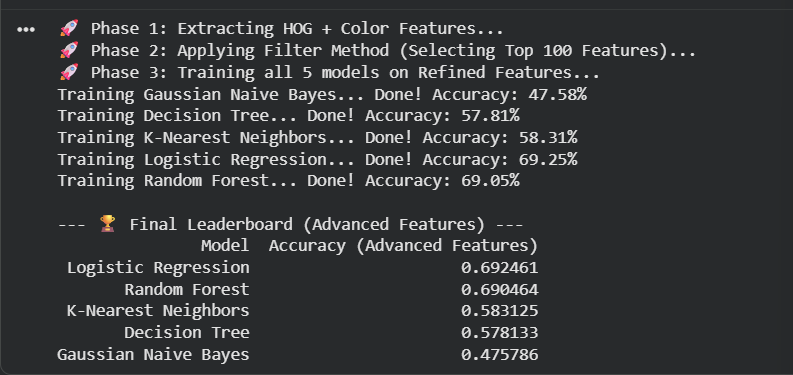 ••• 🚀 Phase 1: Extracting HOG + Color Features...
🚀 Phase 2: Applying Filter Method (Selecting Top 100 Features)...
🚀 Phase 3: Training all 5 models on Refined Features...
Training Gaussian Naive Bayes... Done! Accuracy: 47.58%
Training Decision Tree... Done! Accuracy: 57.81%
Training K-Nearest Neighbors... Done! Accuracy: 58.31%
Training Logistic Regression... Done! Accuracy: 69.25%
Training Random Forest... Done! Accuracy: 69.05%
--- 🏆 Final Leaderboard (Advanced Features) ---
Model Accuracy (Advanced Features)
Logistic Regression 0.692461
Random Forest 0.690464
K-Nearest Neighbors 0.583125
Decision Tree 0.578133
Gaussian Naive Bayes 0.475786